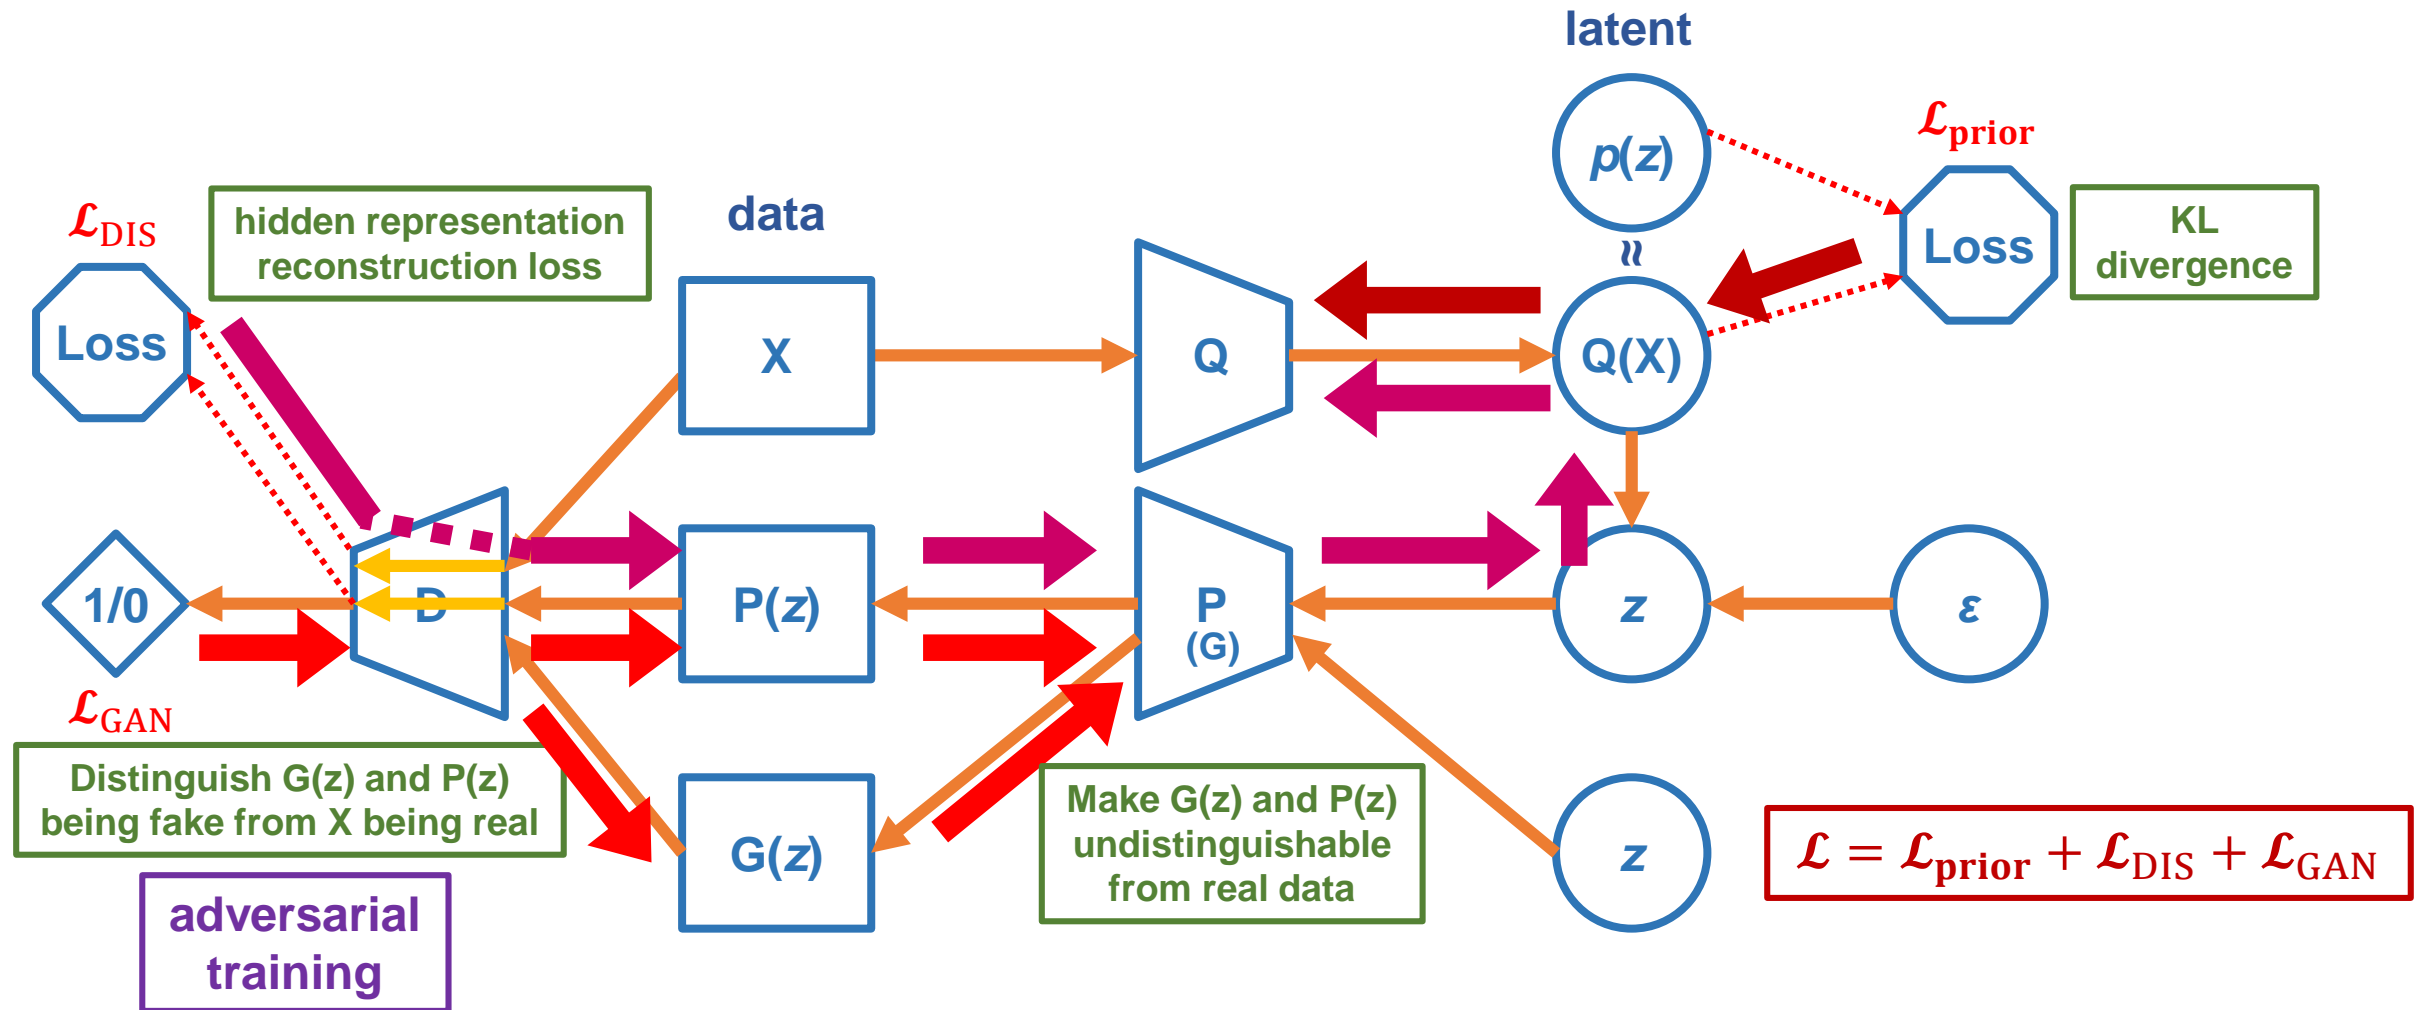 latent
p(z)
𝓛prior
hidden representation
reconstruction loss
data
KL
divergence
𝓛DIS
≈
Loss
Loss
X
Q
Q(X)
1/0
D
P(z)
P
(G)
z
ε
𝓛GAN
Distinguish G(z) and P(z)
being fake from X being real
Make G(z) and P(z)
undistinguishable
from real data
G(z)
z
𝓛 = 𝓛prior + 𝓛DIS + 𝓛GAN
adversarial
training